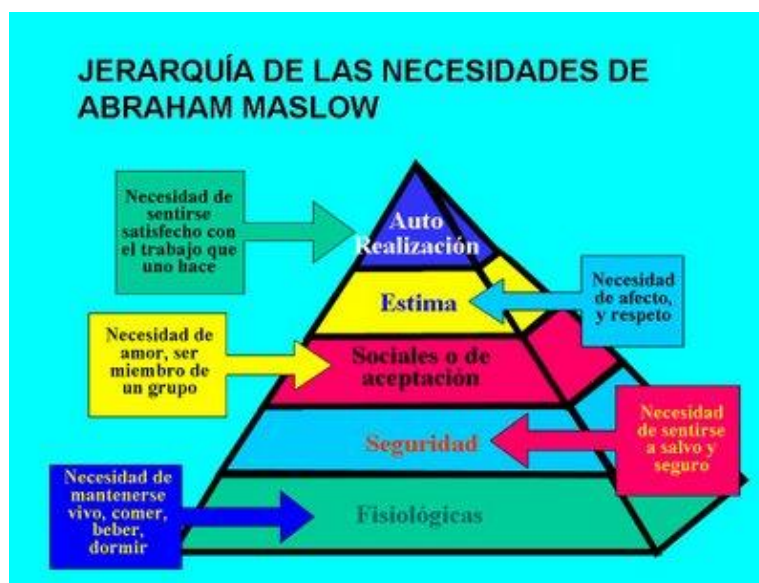 JERARQUÍA DE LAS NECESIDADES DE
ABRAHAM MASLOW
Necesidad de
sentirse
satisfecho con
el trabajo que
uno hace
Auto
Realización
Estima
Necesidad
de afecto,
y respeto
Necesidad de
amor, ser
miembro de
un grupo
Sociales o de
aceptación
Seguridad
Necesidad
de sentirse
a salvo y
seguro
Necesidad de
mantenerse
vivo, comer,
beber,
dormir
Fisiológicas